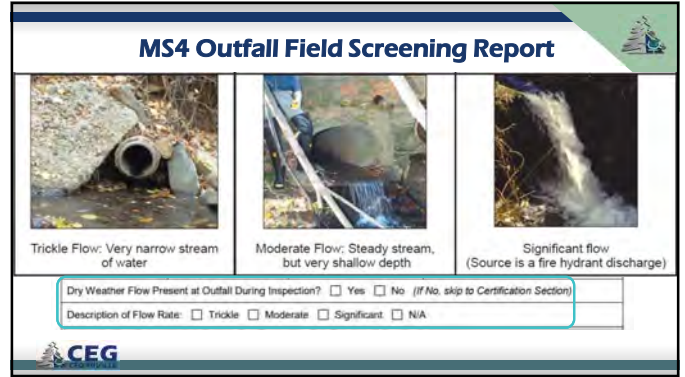 MS4 Outfall Field Screening Report
Trickle Flow: Very narrow stream
of water
Moderate Flow: Steady stream,
but very shallow depth
Significant flow
(Source is a fire hydrant discharge)
Dry Weather Flow Present at Outfall During Inspection? ☐ Yes ☐ No (If No, skip to Certification Section)
Description of Flow Rate: ☐ Trickle ☐ Moderate ☐ Significant ☐ N/A
CEG